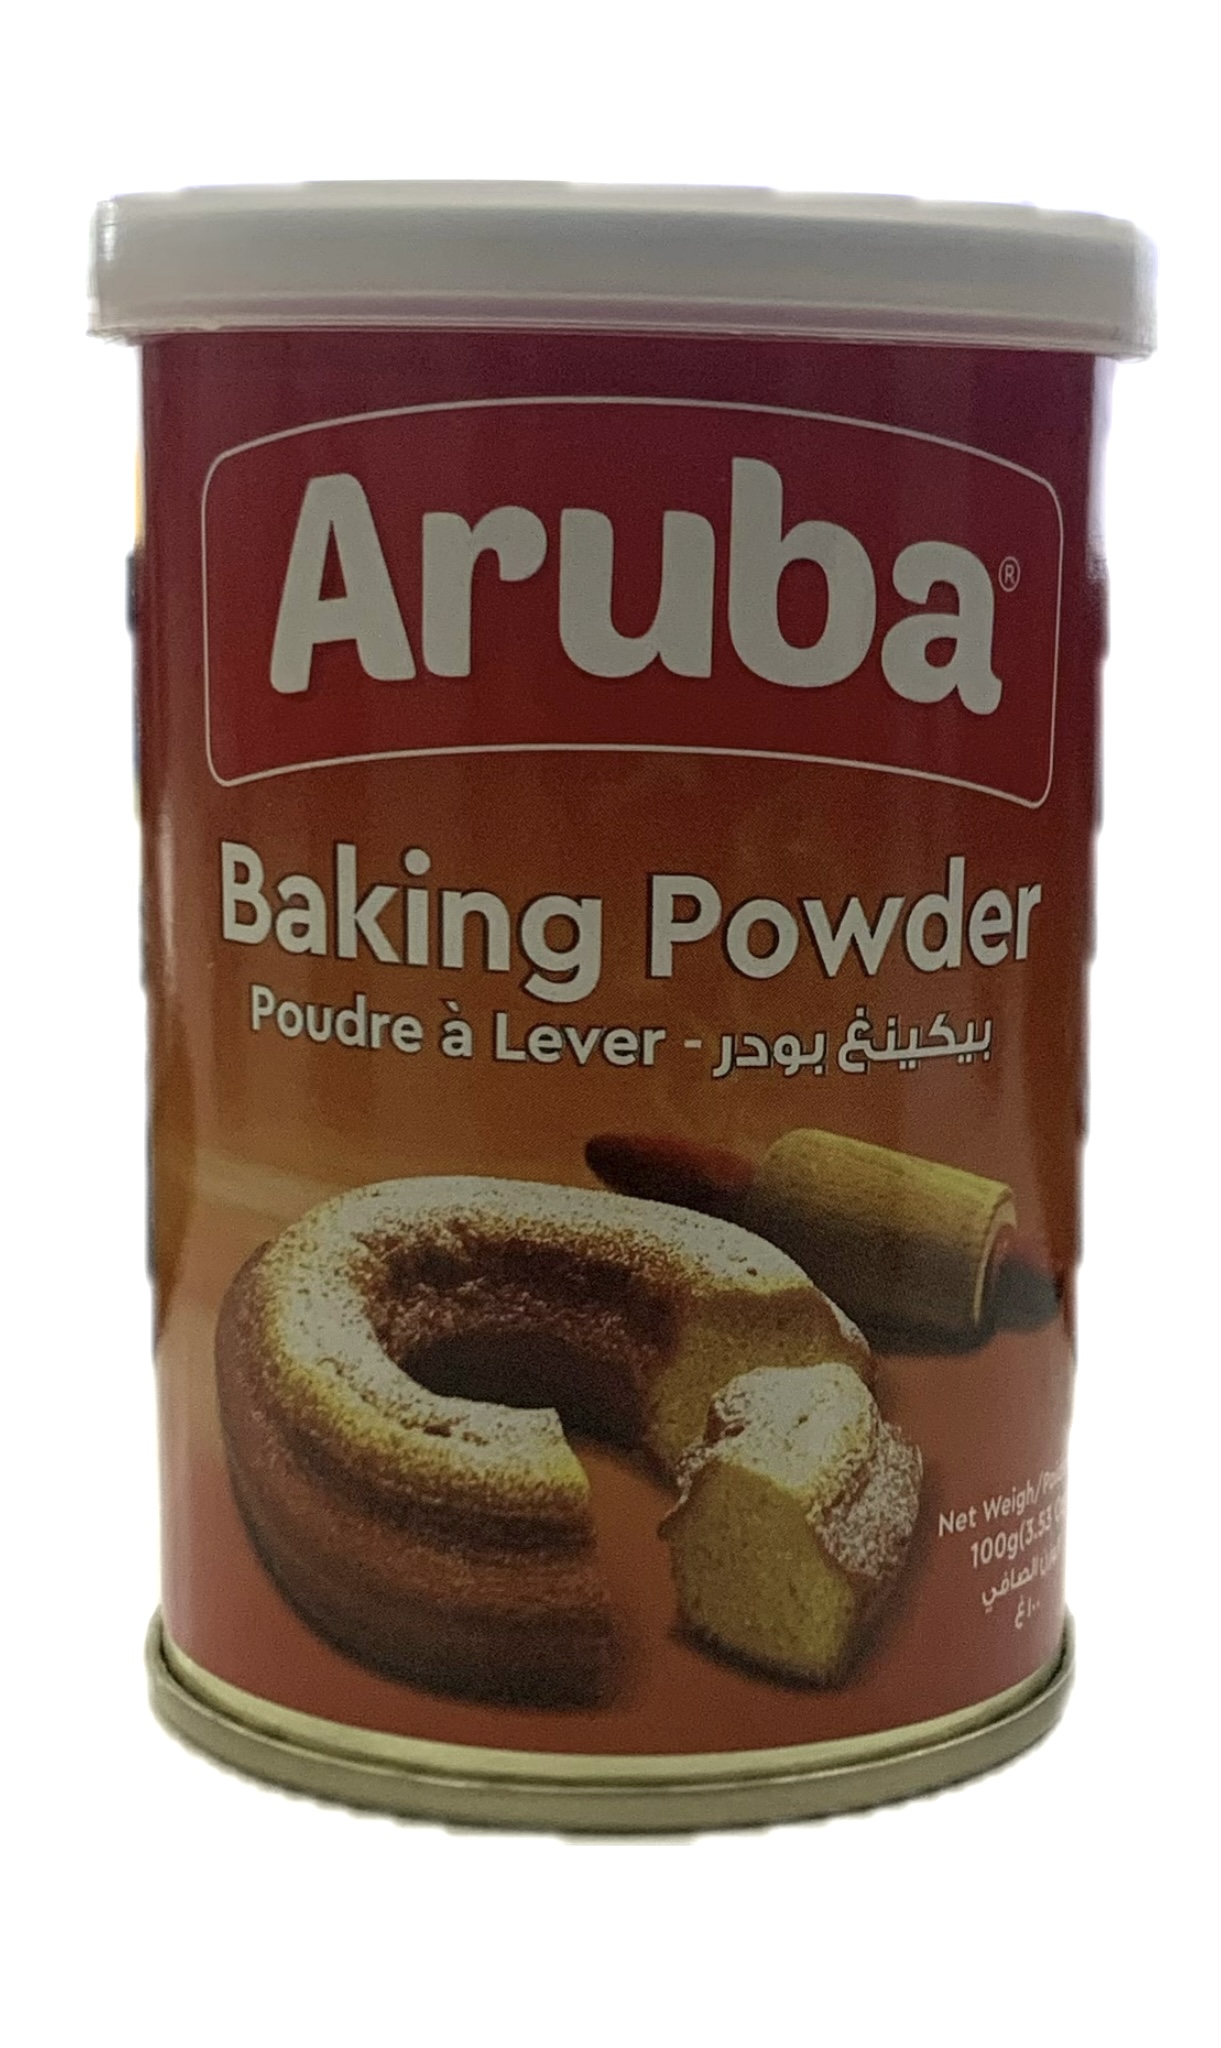 Aruba®
Baking Powder
Poudre à Lever - بيكينغ بودر
Net Weigh/
100g(3.53
الصافي
١٠٠غ